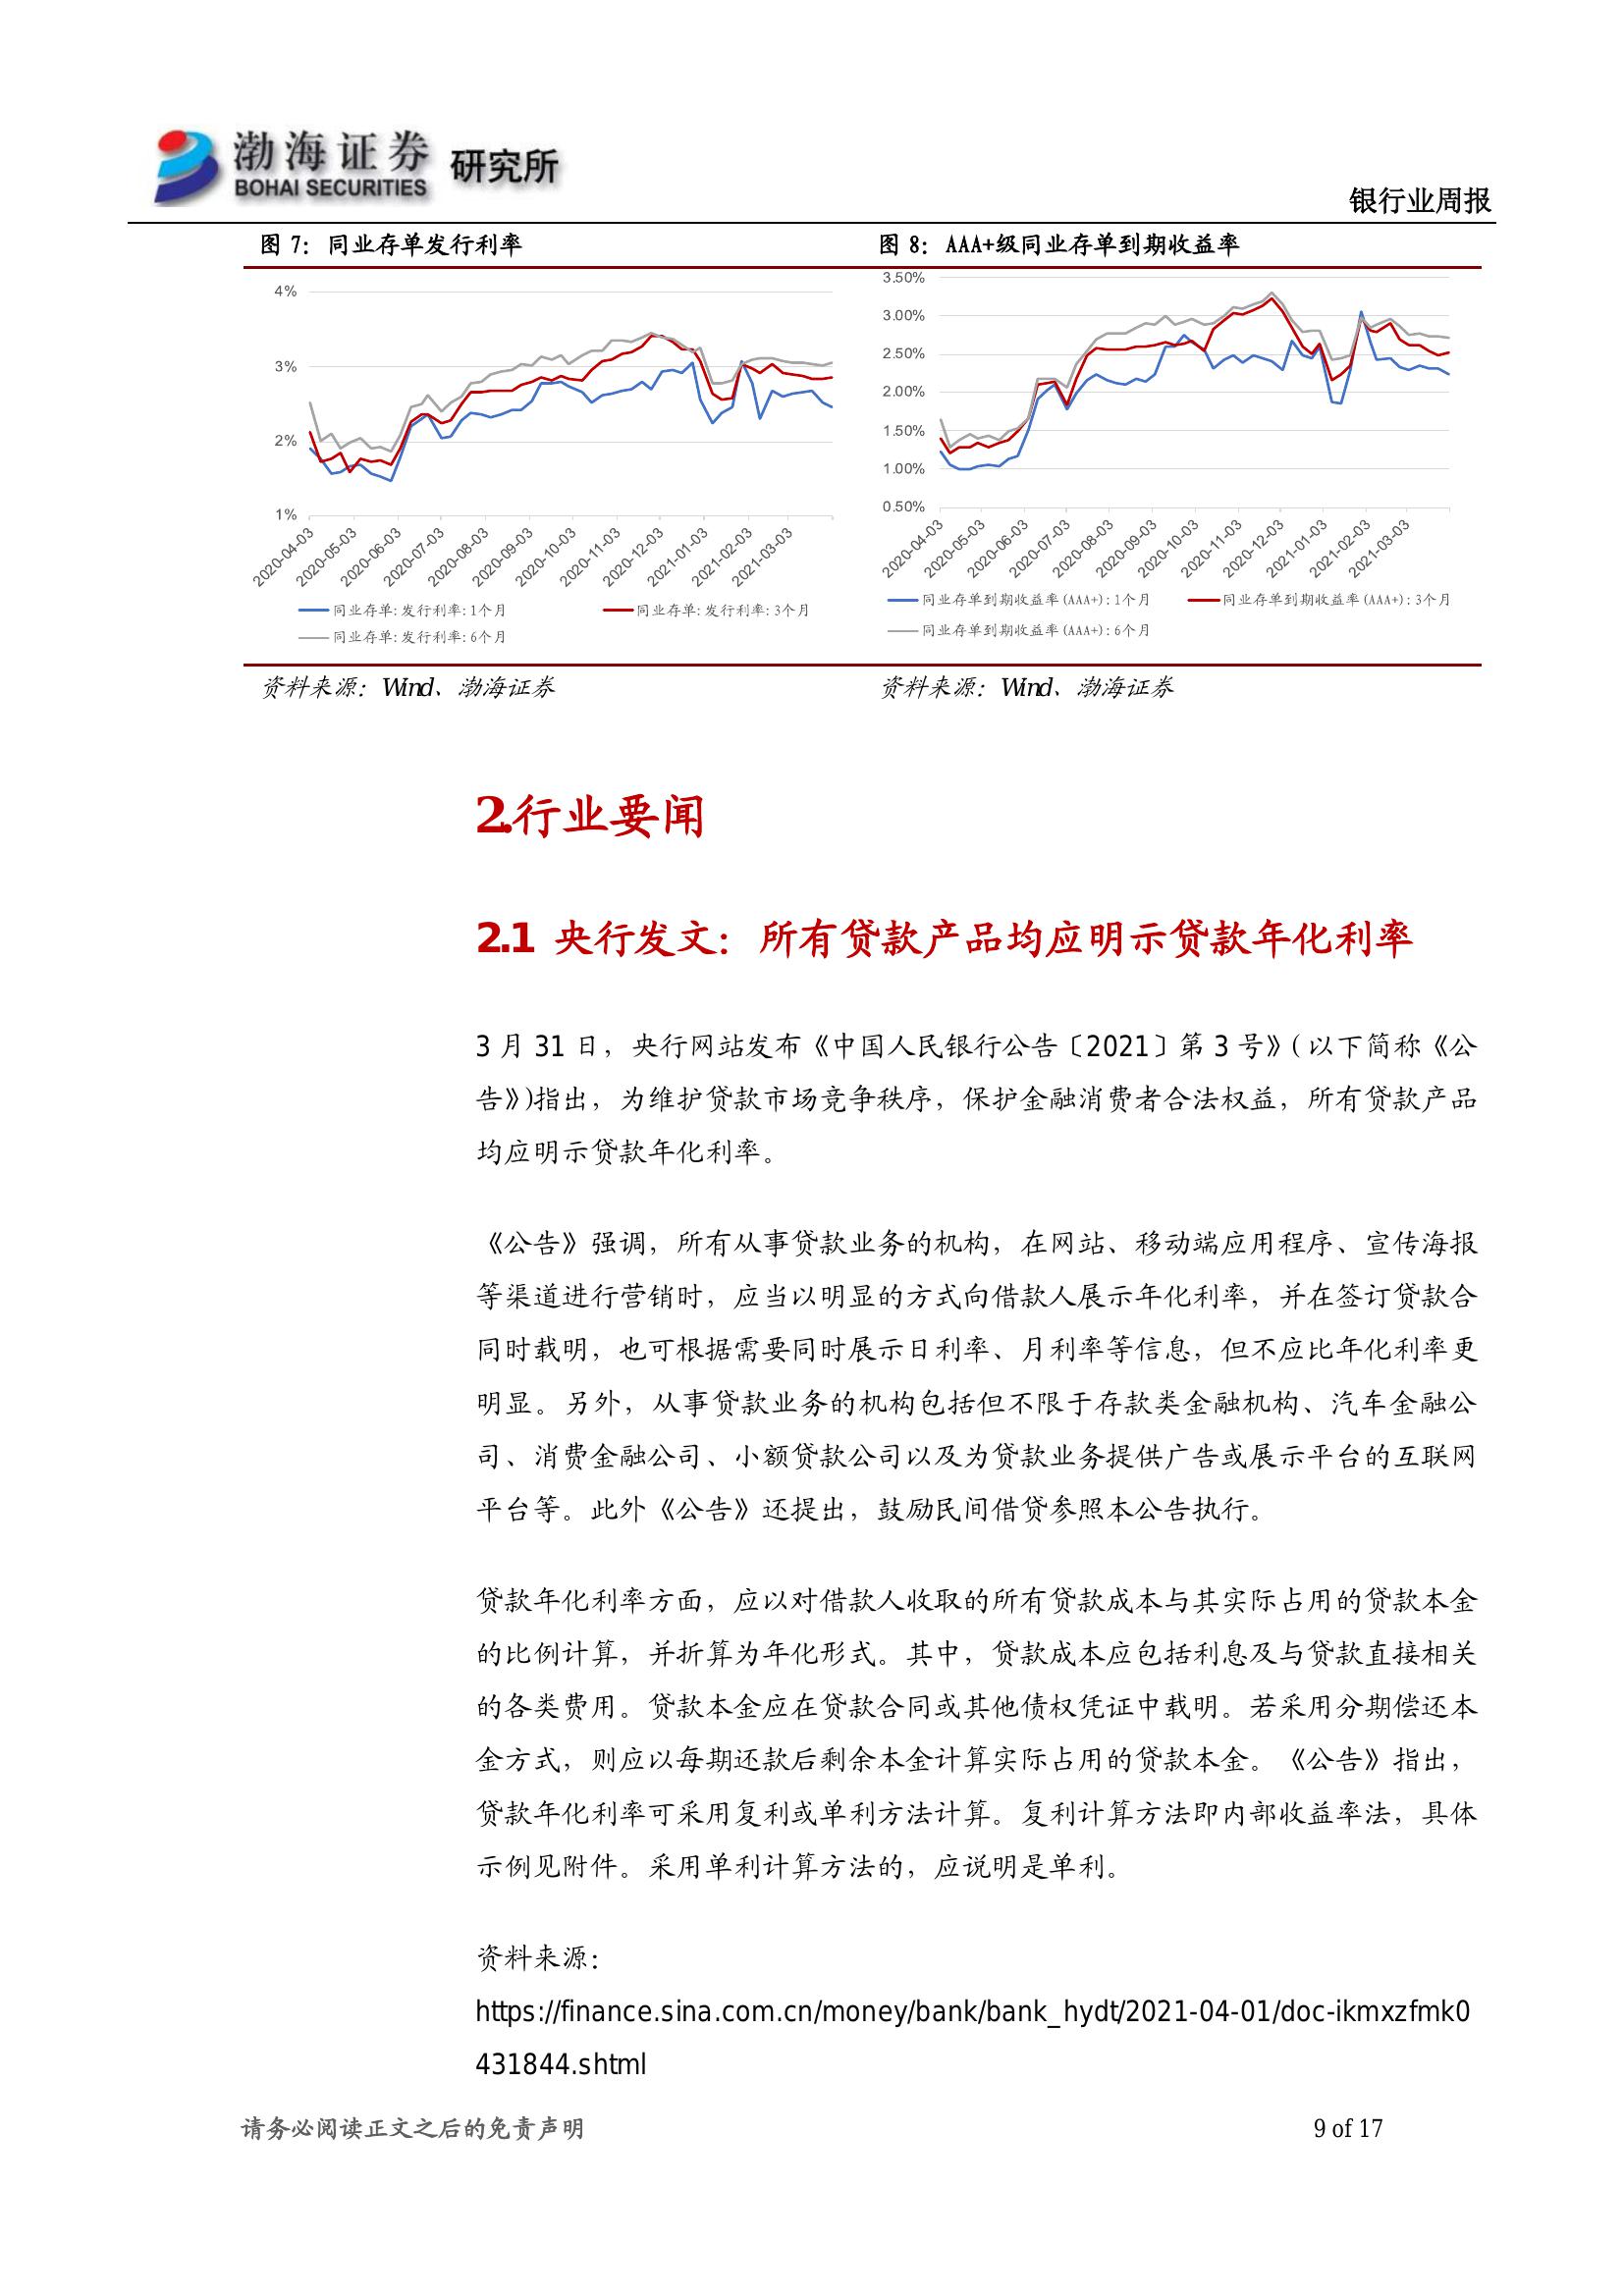 渤海证券 研究所
BOHAI SECURITIES
银行业周报
图 7：同业存单发行利率
图 8：AAA+级同业存单到期收益率
4%
3%
2%
1%
2020-04-03
2020-05-03
2020-06-03
2020-07-03
2020-08-03
2020-09-03
2020-10-03
2020-11-03
2020-12-03
2021-01-03
2021-02-03
2021-03-03
同业存单:发行利率:1个月
同业存单:发行利率:3个月
同业存单:发行利率:6个月
3.50%
3.00%
2.50%
2.00%
1.50%
1.00%
0.50%
2020-04-03
2020-05-03
2020-06-03
2020-07-03
2020-08-03
2020-09-03
2020-10-03
2020-11-03
2020-12-03
2021-01-03
2021-02-03
2021-03-03
同业存单到期收益率(AAA+):1个月
同业存单到期收益率(AAA+):3个月
同业存单到期收益率(AAA+):6个月
资料来源：Wind、渤海证券
资料来源：Wind、渤海证券
2.行业要闻
2.1 央行发文：所有贷款产品均应明示贷款年化利率
3 月 31 日，央行网站发布《中国人民银行公告〔2021〕第 3 号》(以下简称《公
告》)指出，为维护贷款市场竞争秩序，保护金融消费者合法权益，所有贷款产品
均应明示贷款年化利率。
《公告》强调，所有从事贷款业务的机构，在网站、移动端应用程序、宣传海报
等渠道进行营销时，应当以明显的方式向借款人展示年化利率，并在签订贷款合
同时载明，也可根据需要同时展示日利率、月利率等信息，但不应比年化利率更
明显。另外，从事贷款业务的机构包括但不限于存款类金融机构、汽车金融公
司、消费金融公司、小额贷款公司以及为贷款业务提供广告或展示平台的互联网
平台等。此外《公告》还提出，鼓励民间借贷参照本公告执行。
贷款年化利率方面，应以对借款人收取的所有贷款成本与其实际占用的贷款本金
的比例计算，并折算为年化形式。其中，贷款成本应包括利息及与贷款直接相关
的各类费用。贷款本金应在贷款合同或其他债权凭证中载明。若采用分期偿还本
金方式，则应以每期还款后剩余本金计算实际占用的贷款本金。《公告》指出，
贷款年化利率可采用复利或单利方法计算。复利计算方法即内部收益率法，具体
示例见附件。采用单利计算方法的，应说明是单利。
资料来源：
https://finance.sina.com.cn/money/bank/bank_hydt/2021-04-01/doc-ikmxzfmk0
431844.shtml
请务必阅读正文之后的免责声明
9 of 17